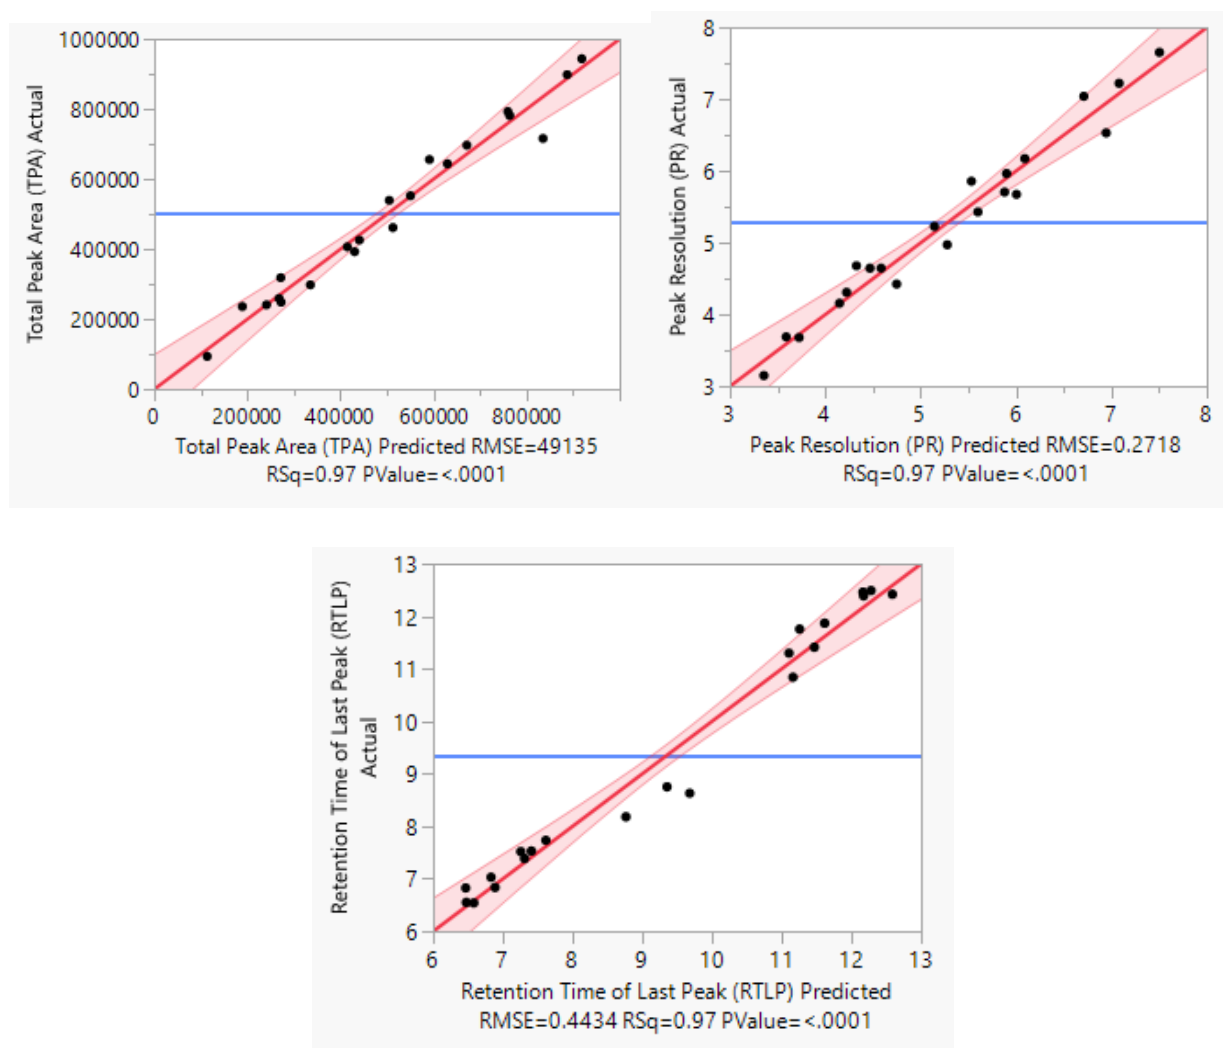 Total Peak Area (TPA) Actual
1000000
800000
600000
400000
200000
0
0 200000 400000 600000 800000
Total Peak Area (TPA) Predicted RMSE=49135
RSq=0.97 PValue=<.0001
Peak Resolution (PR) Actual
8
7
6
5
4
3
3 4 5 6 7 8
Peak Resolution (PR) Predicted RMSE=0.2718
RSq=0.97 PValue=<.0001
Retention Time of Last Peak (RTLP)
Actual
13
12
11
10
9
8
7
6
6 7 8 9 10 11 12 13
Retention Time of Last Peak (RTLP) Predicted
RMSE=0.4434 RSq=0.97 PValue=<.0001